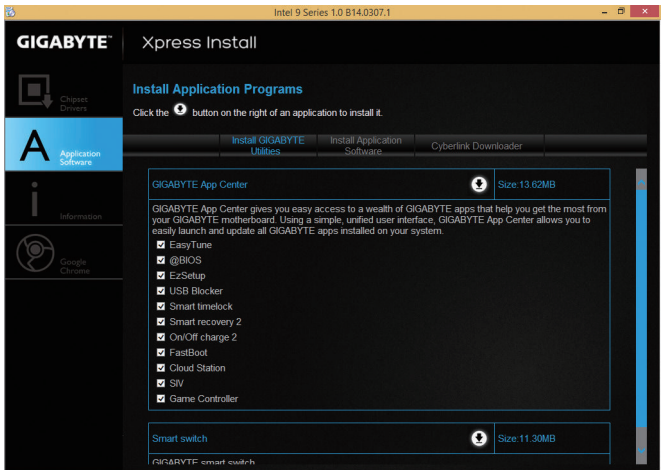 Intel 9 Series 1.0 B14.0307.1
GIGABYTE™
Xpress Install
Chipset
Drivers
Application
Software
Information
Google
Chrome
Install Application Programs
Click the button on the right of an application to install it.
Install GIGABYTE
Utilities
Install Application
Software
Cyberlink Downloader
GIGABYTE App Center
Size:13.62MB
GIGABYTE App Center gives you easy access to a wealth of GIGABYTE apps that help you get the most from
your GIGABYTE motherboard. Using a simple, unified user interface, GIGABYTE App Center allows you to
easily launch and update all GIGABYTE apps installed on your system.
EasyTune
@BIOS
EzSetup
USB Blocker
Smart timelock
Smart recovery 2
On/Off charge 2
FastBoot
Cloud Station
SIV
Game Controller
Smart switch
Size:11.30MB
GIGABYTE smart switch